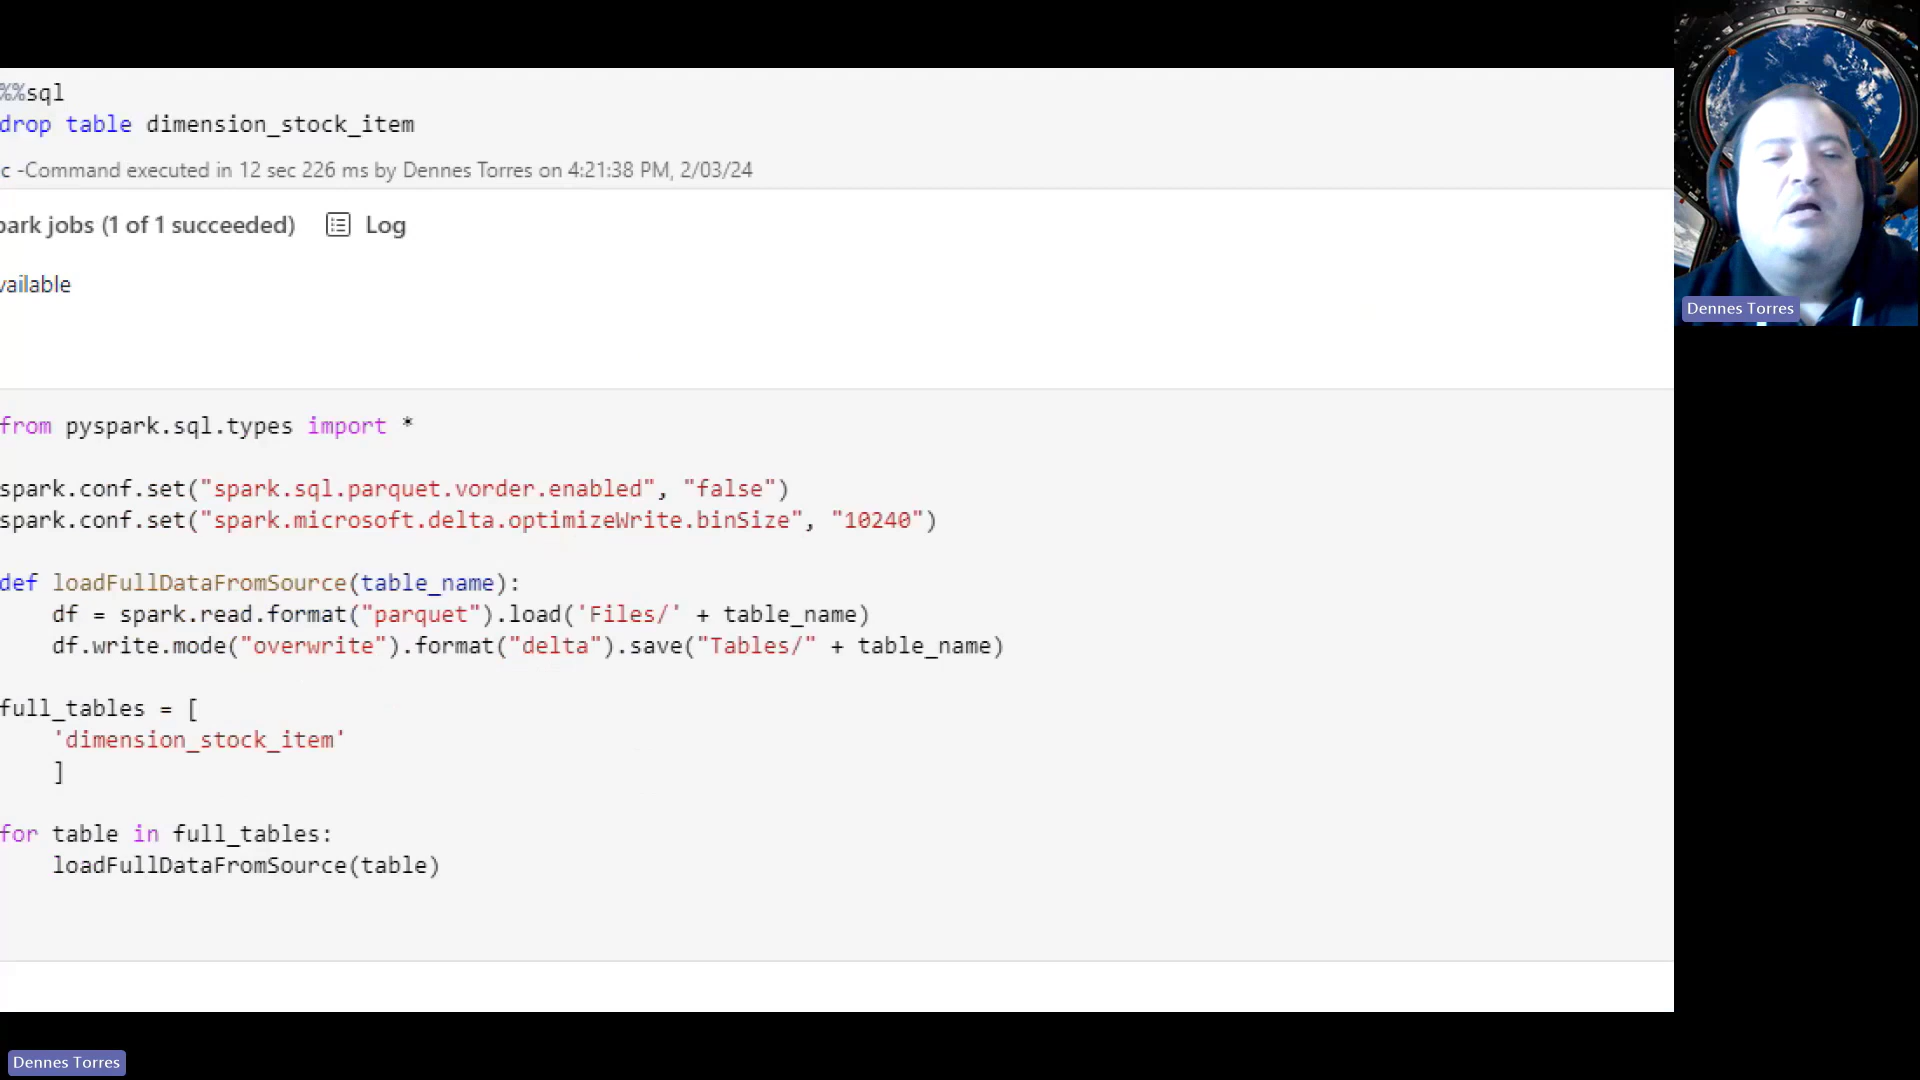 %%sql
drop table dimension_stock_item
c -Command executed in 12 sec 226 ms by Dennes Torres on 4:21:38 PM, 2/03/24
park jobs (1 of 1 succeeded) Log
vailable
from pyspark.sql.types import *
spark.conf.set("spark.sql.parquet.vorder.enabled", "false")
spark.conf.set("spark.microsoft.delta.optimizeWrite.binSize", "10240")
def loadFullDataFromSource(table_name):
    df = spark.read.format("parquet").load('Files/' + table_name)
    df.write.mode("overwrite").format("delta").save("Tables/" + table_name)
full_tables = [
    'dimension_stock_item'
    ]
for table in full_tables:
    loadFullDataFromSource(table)
Dennes Torres
Dennes Torres